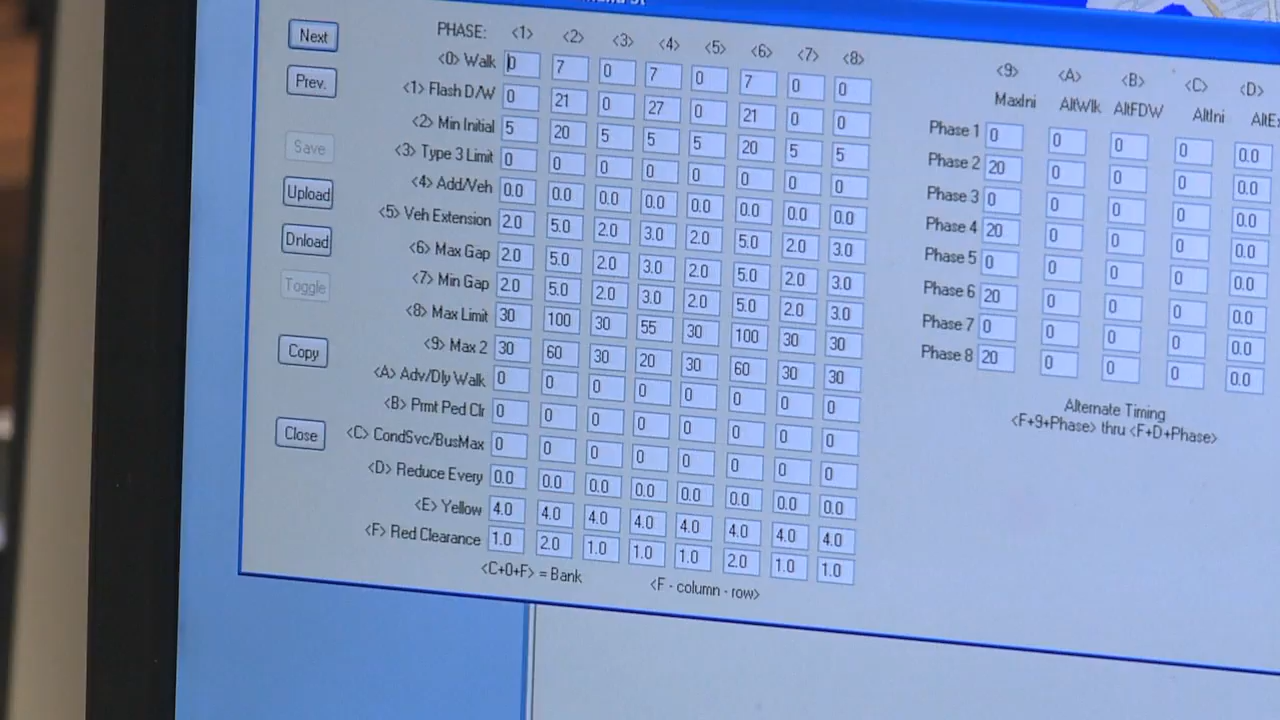 Next
Prev.
Save
Upload
Dnload
Toggle
Copy
Close
PHASE: <1> <2> <3> <4> <5> <6> <7> <8>
<0> Walk 0 7 0 7 0 7 0 0
<1> Flash D/W 0 21 0 27 0 21 0 0
<2> Min Initial 5 20 5 5 5 20 5 5
<3> Type 3 Limit 0 0 0 0 0 0 0 0
<4> Add/Veh 0.0 0.0 0.0 0.0 0.0 0.0 0.0 0.0
<5> Veh Extension 2.0 5.0 2.0 3.0 2.0 5.0 2.0 3.0
<6> Max Gap 2.0 5.0 2.0 3.0 2.0 5.0 2.0 3.0
<7> Min Gap 2.0 5.0 2.0 3.0 2.0 5.0 2.0 3.0
<8> Max Limit 30 100 30 55 30 100 30 30
<9> Max 2 30 60 30 20 30 60 30 30
<A> Adv/Dly Walk 0 0 0 0 0 0 0 0
<B> Prmt Ped Clr 0 0 0 0 0 0 0 0
<C> CondSvc/BusMax 0 0 0 0 0 0 0 0
<D> Reduce Every 0.0 0.0 0.0 0.0 0.0 0.0 0.0 0.0
<E> Yellow 4.0 4.0 4.0 4.0 4.0 4.0 4.0 4.0
<F> Red Clearance 1.0 2.0 1.0 1.0 1.0 2.0 1.0 1.0
<C+0+F> = Bank <F - column - row>
<9> <A> <B> <C> <D>
MaxIni AltWlk AltFDW AltIni
Phase 1 0 0 0 0 0.0
Phase 2 20 0 0 0 0.0
Phase 3 0 0 0 0 0.0
Phase 4 20 0 0 0 0.0
Phase 5 0 0 0 0 0.0
Phase 6 20 0 0 0 0.0
Phase 7 0 0 0 0 0.0
Phase 8 20 0 0 0 0.0
Alternate Timing
<F+9+Phase> thru <F+D+Phase>